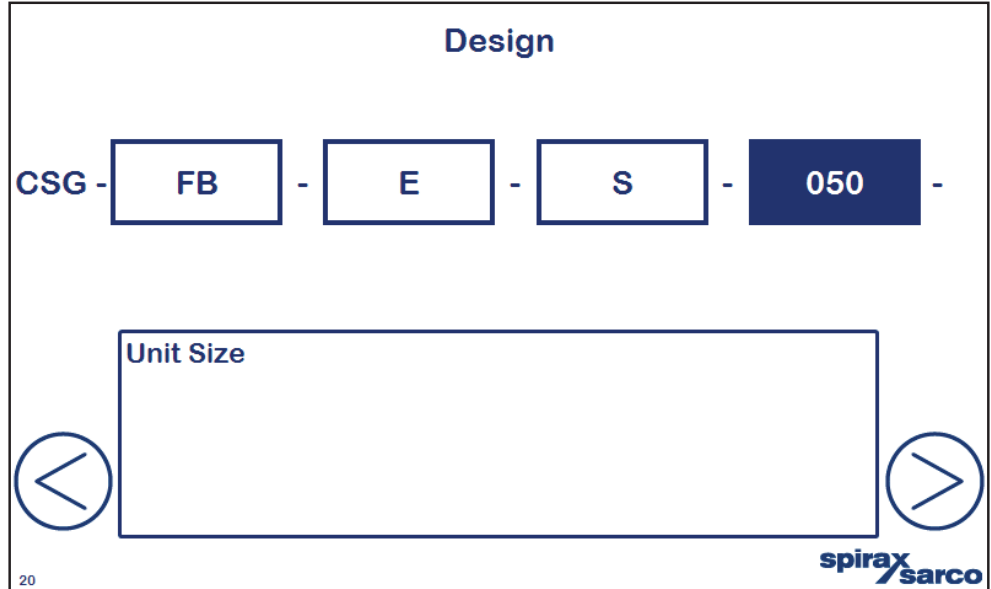 Design
CSG - FB - E - S - 050 -
Unit Size
20
spirax
sarco